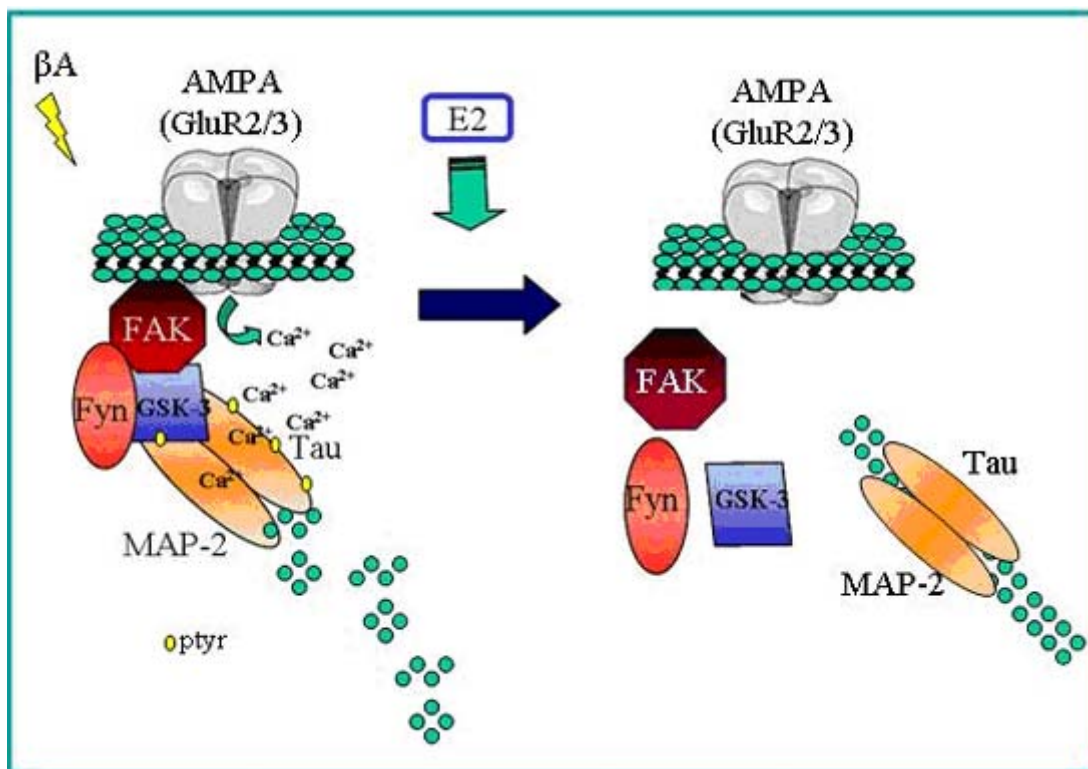 βA
AMPA
(GluR2/3)
E2
AMPA
(GluR2/3)
FAK
Ca²⁺
Ca²⁺
Ca²⁺
Ca²⁺
Ca²⁺
Ca²⁺
Ca²⁺
Fyn
GSK-3
Tau
MAP-2
ptyr
FAK
Fyn
GSK-3
Tau
MAP-2